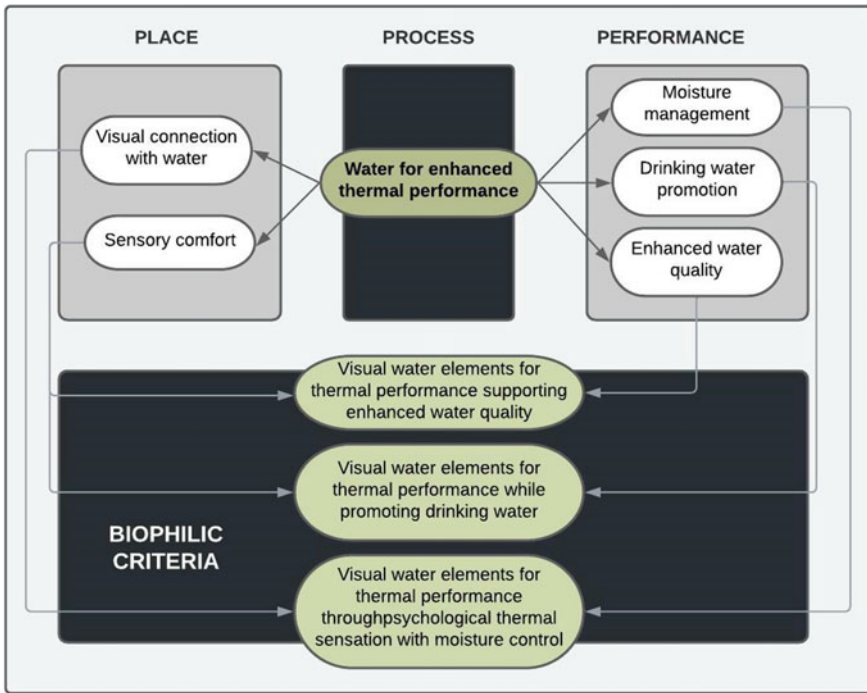 PLACE
PROCESS
PERFORMANCE
Visual connection
with water
Sensory comfort
Water for enhanced
thermal performance
Moisture
management
Drinking water
promotion
Enhanced water
quality
Visual water elements for
thermal performance supporting
enhanced water quality
Visual water elements for
thermal performance while
promoting drinking water
BIOPHILIC
CRITERIA
Visual water elements for
thermal performance
throughpsychological thermal
sensation with moisture control